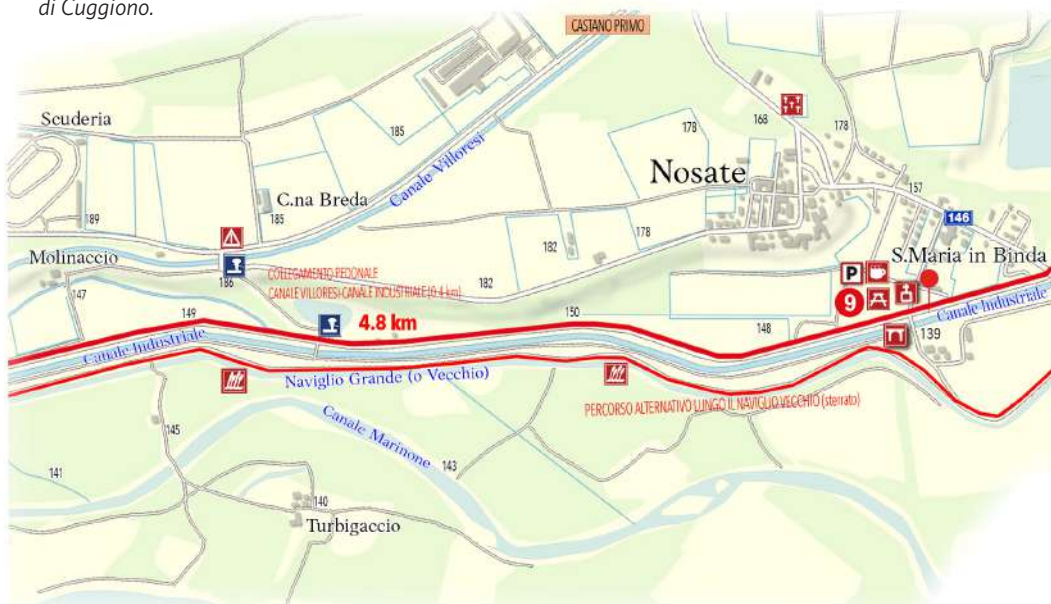 di Cuggiono.
CASTANO PRIMO
Scuderia
185
178
168
178
Canale Villoresi
Nosate
157
C.na Breda
189
185
146
178
182
S.Maria in Binda
Molinaccio
186
COLLEGAMENTO PEDONALE
CANALE VILLORESI-CANALE INDUSTRIALE (0.4 km)
182
P
147
9
149
4.8 km
150
148
Canale Industriale
139
Canale Industriale
Naviglio Grande (o Vecchio)
PERCORSO ALTERNATIVO LUNGO IL NAVIGLIO VECCHIO (sterrato)
Canale Marinone
145
141
143
140
Turbigaccio